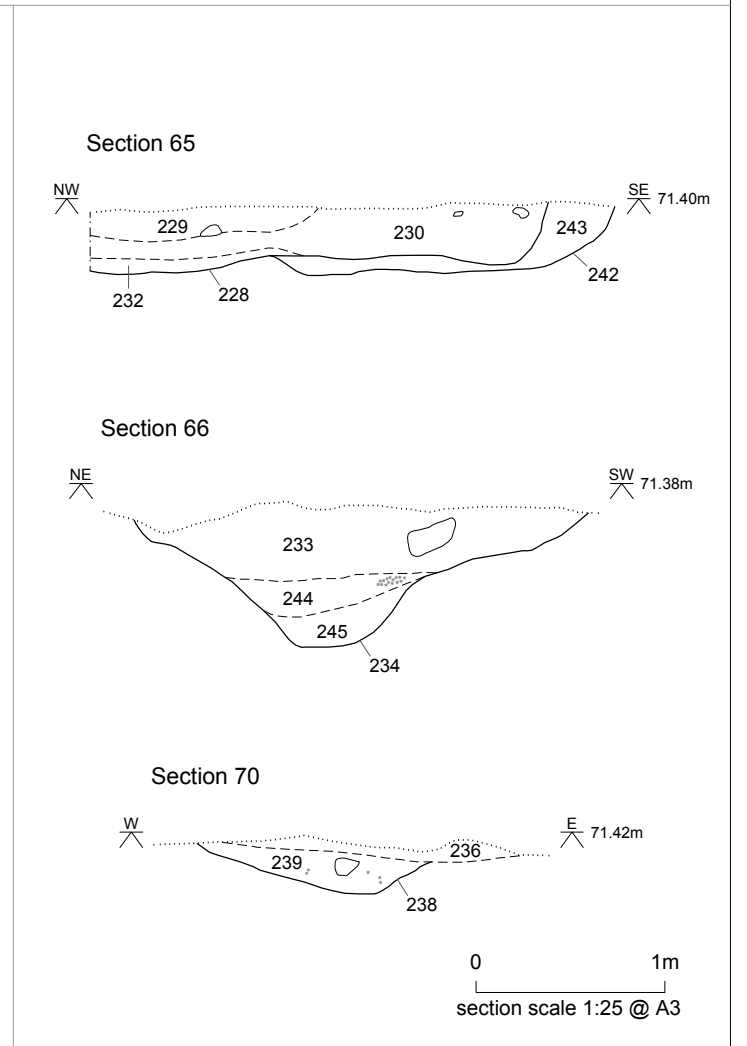 Section 65
NW
SE 71.40m
229
230
243
232
228
242
Section 66
NE
SW 71.38m
233
244
245
234
Section 70
W
E 71.42m
236
239
238
0 1m
section scale 1:25 @ A3